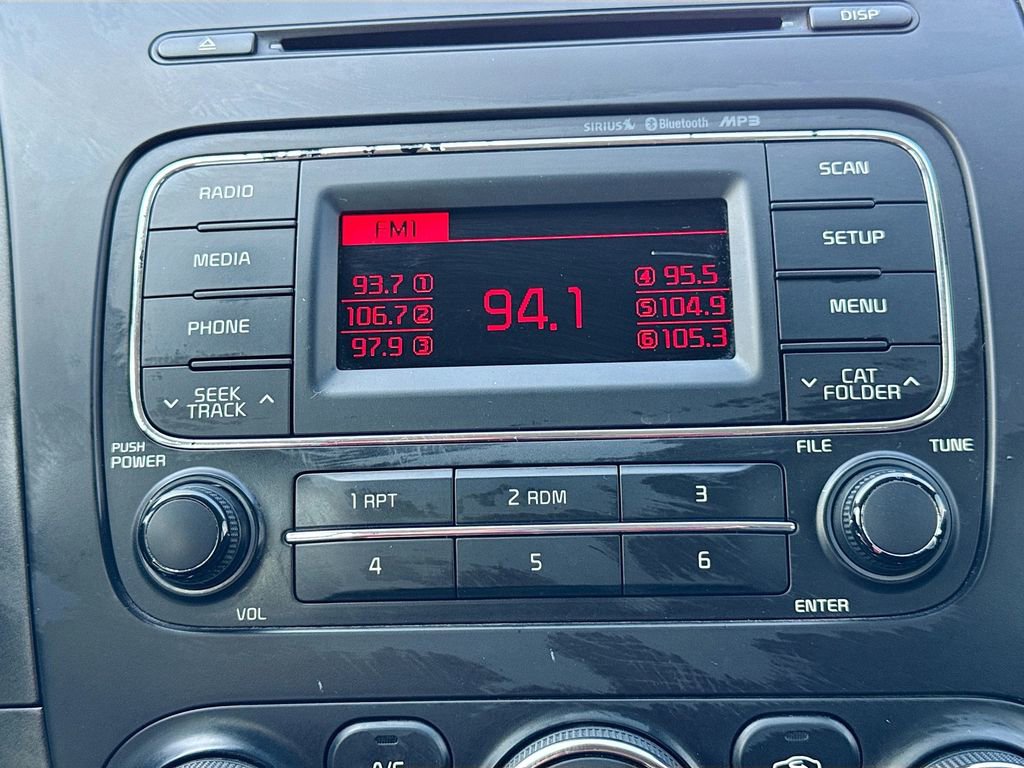 DISP
SIRIUS Bluetooth MP3
RADIO
MEDIA
PHONE
SEEK
TRACK
FM1
93.7 1
106.7 2
97.9 3
94.1
4 95.5
5 104.9
6 105.3
SCAN
SETUP
MENU
CAT
FOLDER
PUSH
POWER
VOL
1 RPT
2 RDM
3
4
5
6
FILE
TUNE
ENTER